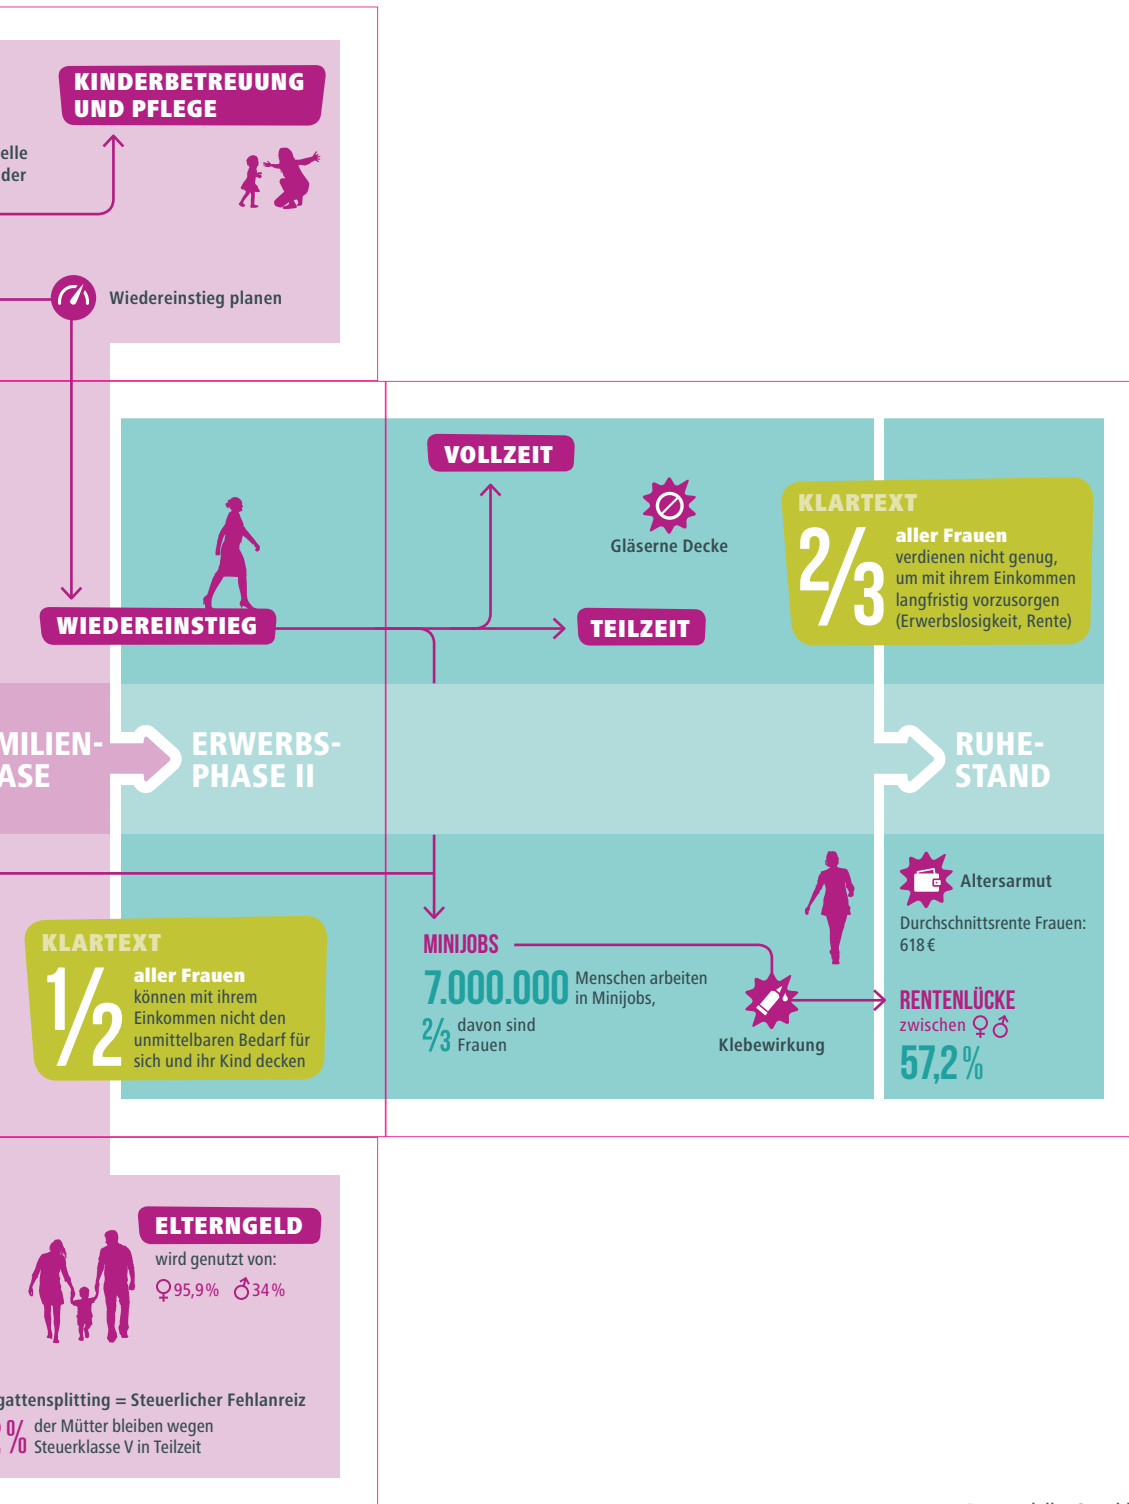 KINDERBETREUUNG
UND PFLEGE
elle
der
Wiedereinstieg planen
VOLLZEIT
Gläserne Decke
KLARTEXT
2/3
aller Frauen
verdienen nicht genug,
um mit ihrem Einkommen
langfristig vorzusorgen
(Erwerbslosigkeit, Rente)
WIEDEREINSTIEG
TEILZEIT
MILIEN-
ASE
ERWERBS-
PHASE II
RUHE-
STAND
Altersarmut
Durchschnittsrente Frauen:
618 €
KLARTEXT
1/2
aller Frauen
können mit ihrem
Einkommen nicht den
unmittelbaren Bedarf für
sich und ihr Kind decken
MINIJOBS
7.000.000 Menschen arbeiten
in Minijobs,
2/3 davon sind
Frauen
Klebewirkung
RENTENLÜCKE
zwischen ♀ ♂
57,2 %
ELTERNGELD
wird genutzt von:
♀ 95,9 % ♂ 34 %
gattensplitting = Steuerlicher Fehlanreiz
% der Mütter bleiben wegen
Steuerklasse V in Teilzeit